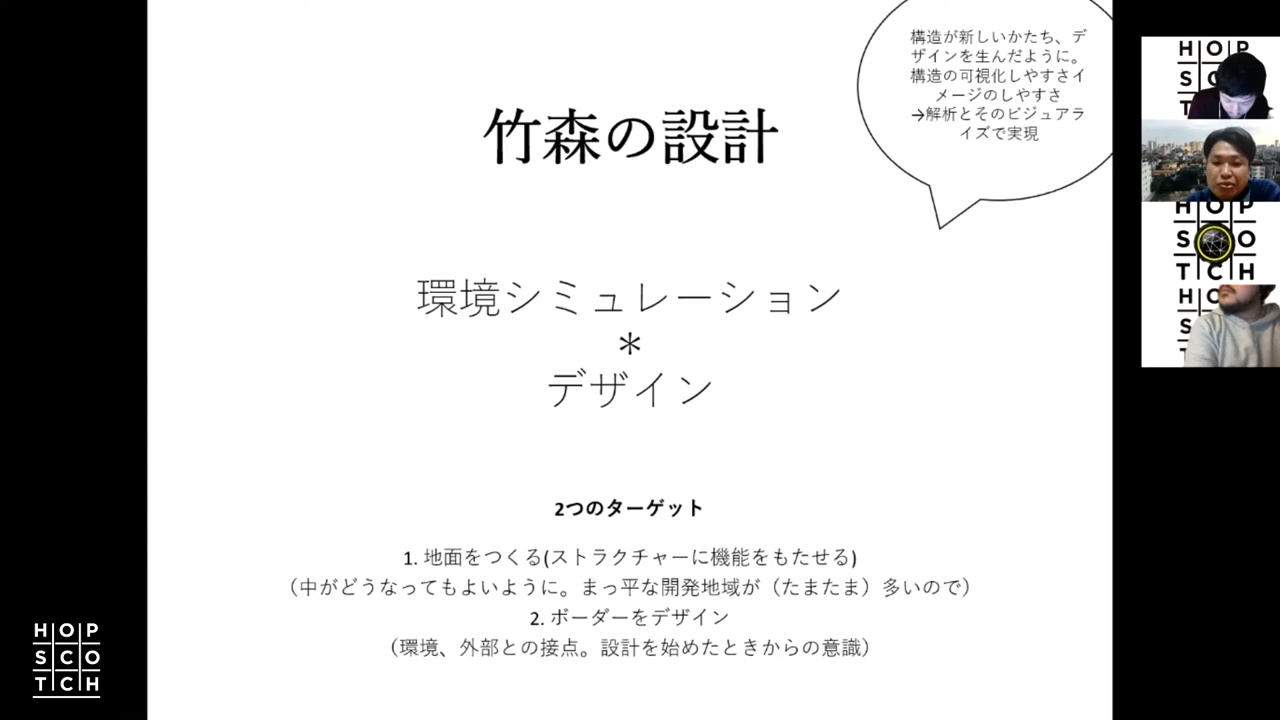 構造が新しいかたち、デ
ザインを生んだように。
構造の可視化しやすさイ
メージのしやすさ
→解析とそのビジュアラ
イズで実現
竹森の設計
環境シミュレーション
*
デザイン
2つのターゲット
1. 地面をつくる(ストラクチャーに機能をもたせる)
（中がどうなってもよいように。まっ平な開発地域が（たまたま）多いので）
2. ボーダーをデザイン
（環境、外部との接点。設計を始めたときからの意識）
HOP
SCO
TCH
HOP
SC
T
HOP
S O
TCH
HO
S